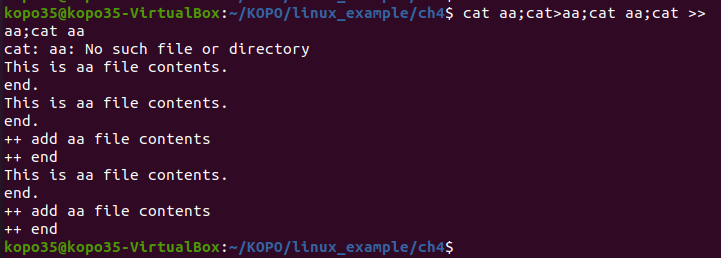 kopo35@kopo35-VirtualBox:~/KOPO/linux_example/ch4$ cat aa;cat>aa;cat aa;cat >>
aa;cat aa
cat: aa: No such file or directory
This is aa file contents.
end.
This is aa file contents.
end.
++ add aa file contents
++ end
This is aa file contents.
end.
++ add aa file contents
++ end
kopo35@kopo35-VirtualBox:~/KOPO/linux_example/ch4$